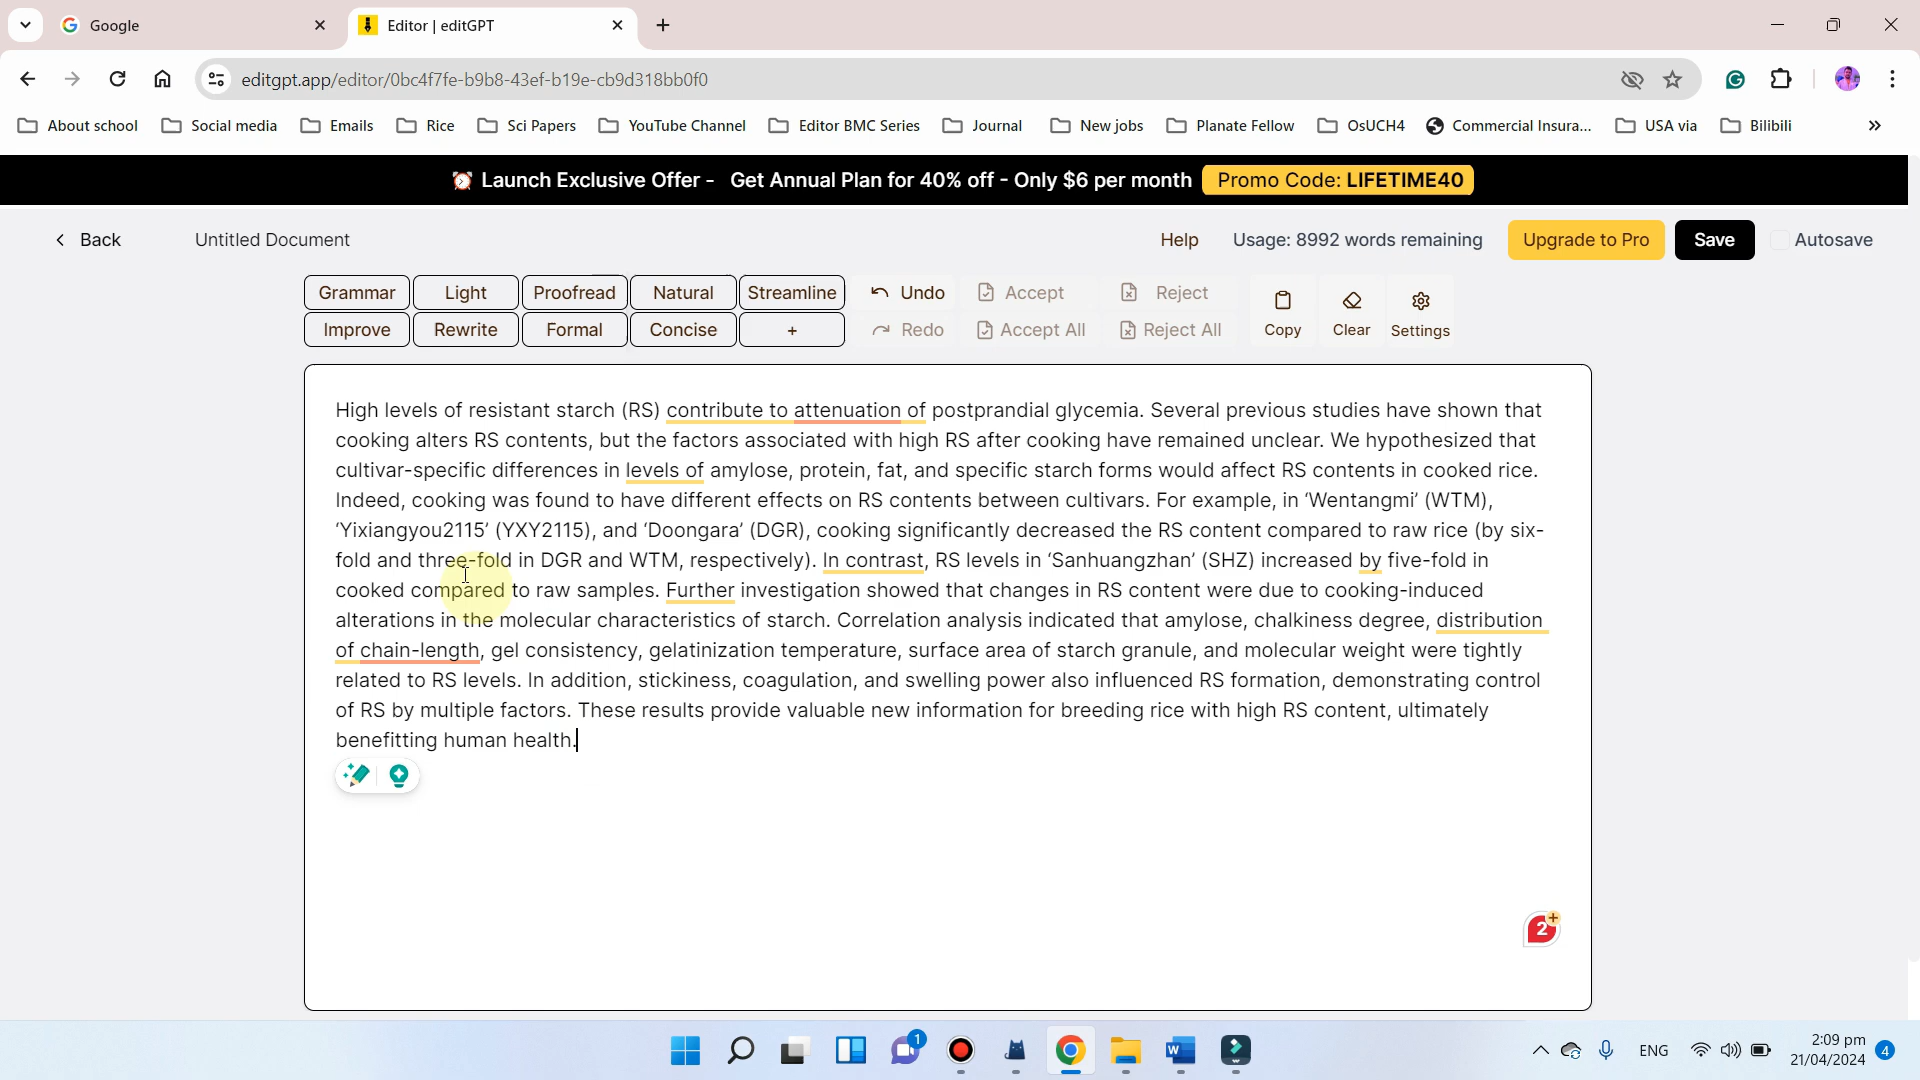 Google
Editor | editGPT
editgpt.app/editor/0bc4f7fe-b9b8-43ef-b19e-cb9d318bb0f0
About school Social media Emails Rice Sci Papers YouTube Channel Editor BMC Series Journal New jobs Planate Fellow OsUCH4 Commercial Insura... USA via Bilibili
Launch Exclusive Offer - Get Annual Plan for 40% off - Only $6 per month Promo Code: LIFETIME40
Back Untitled Document Help Usage: 8992 words remaining Upgrade to Pro Save Autosave
Grammar Light Proofread Natural Streamline Undo Accept Reject
Improve Rewrite Formal Concise + Redo Accept All Reject All Copy Clear Settings
High levels of resistant starch (RS) contribute to attenuation of postprandial glycemia. Several previous studies have shown that
cooking alters RS contents, but the factors associated with high RS after cooking have remained unclear. We hypothesized that
cultivar-specific differences in levels of amylose, protein, fat, and specific starch forms would affect RS contents in cooked rice.
Indeed, cooking was found to have different effects on RS contents between cultivars. For example, in ‘Wentangmi’ (WTM),
‘Yixiangyou2115’ (YXY2115), and ‘Doongara’ (DGR), cooking significantly decreased the RS content compared to raw rice (by six-
fold and three-fold in DGR and WTM, respectively). In contrast, RS levels in ‘Sanhuangzhan’ (SHZ) increased by five-fold in
cooked compared to raw samples. Further investigation showed that changes in RS content were due to cooking-induced
alterations in the molecular characteristics of starch. Correlation analysis indicated that amylose, chalkiness degree, distribution
of chain-length, gel consistency, gelatinization temperature, surface area of starch granule, and molecular weight were tightly
related to RS levels. In addition, stickiness, coagulation, and swelling power also influenced RS formation, demonstrating control
of RS by multiple factors. These results provide valuable new information for breeding rice with high RS content, ultimately
benefitting human health.
2
1
ENG
2:09 pm
21/04/2024
4